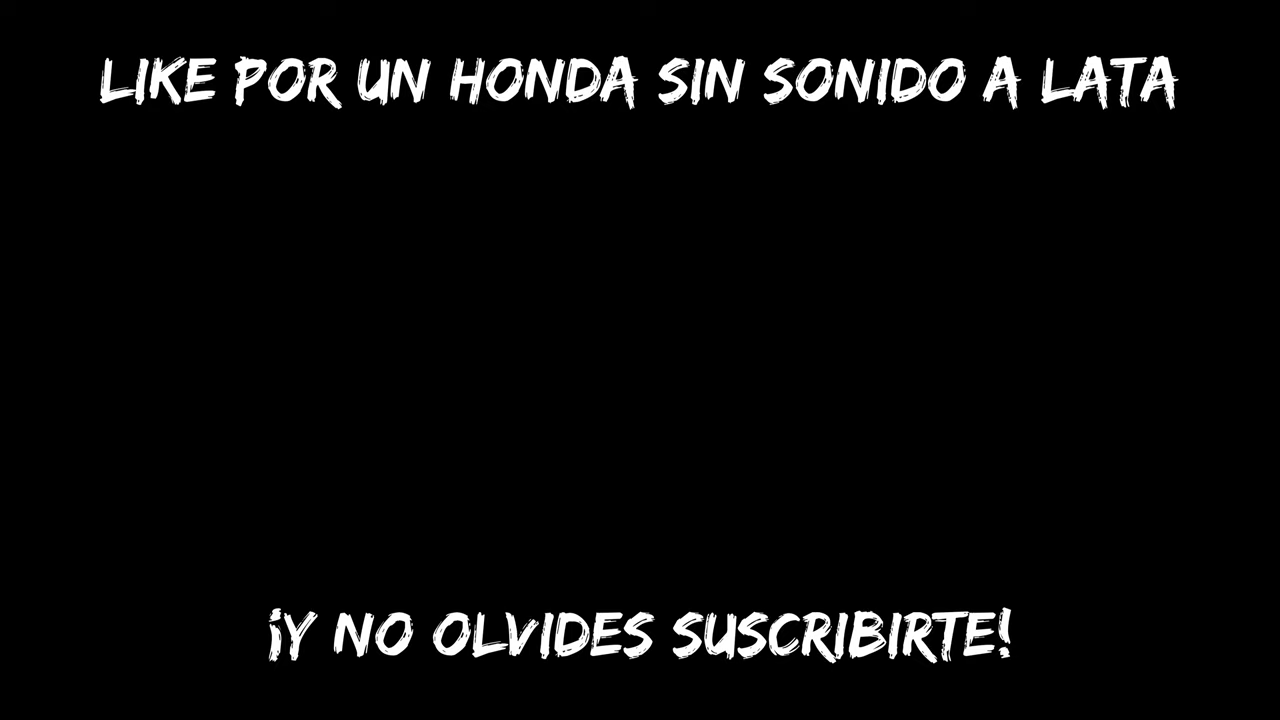 LIKE POR UN HONDA SIN SONIDO A LATA
¡Y NO OLVIDES SUSCRIBIRTE!